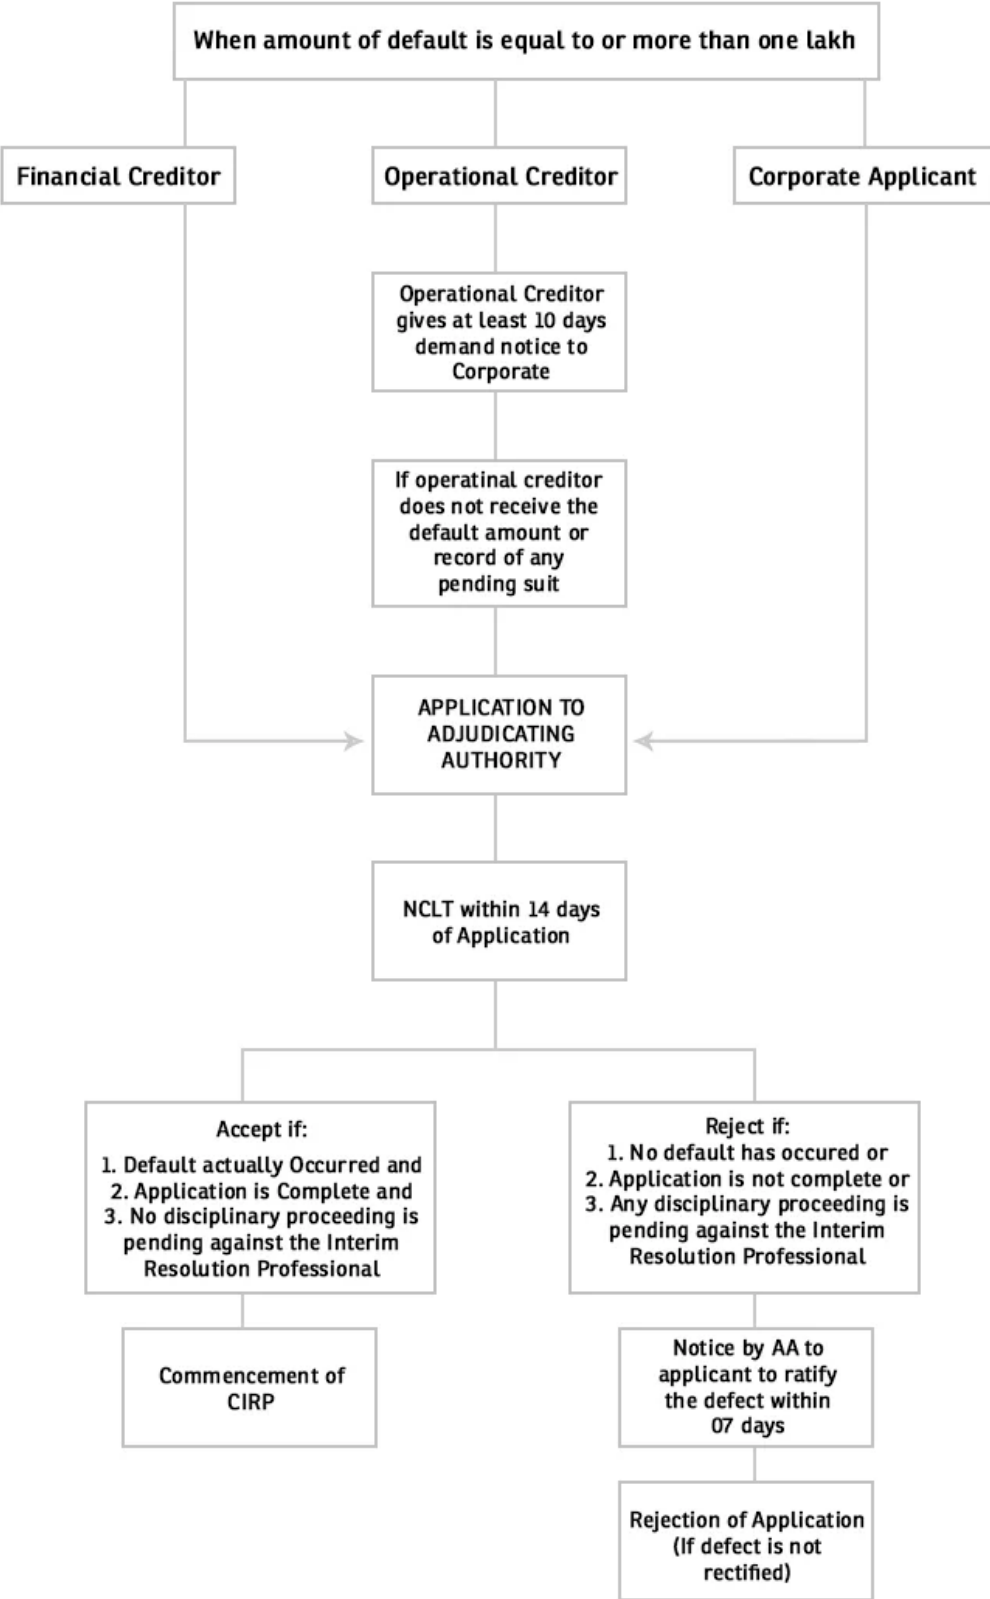 When amount of default is equal to or more than one lakh
Financial Creditor
Operational Creditor
Corporate Applicant
Operational Creditor
gives at least 10 days
demand notice to
Corporate
If operatinal creditor
does not receive the
default amount or
record of any
pending suit
APPLICATION TO
ADJUDICATING
AUTHORITY
NCLT within 14 days
of Application
Accept if:
1. Default actually Occurred and
2. Application is Complete and
3. No disciplinary proceeding is
pending against the Interim
Resolution Professional
Reject if:
1. No default has occured or
2. Application is not complete or
3. Any disciplinary proceeding is
pending against the Interim
Resolution Professional
Commencement of
CIRP
Notice by AA to
applicant to ratify
the defect within
07 days
Rejection of Application
(If defect is not
rectified)